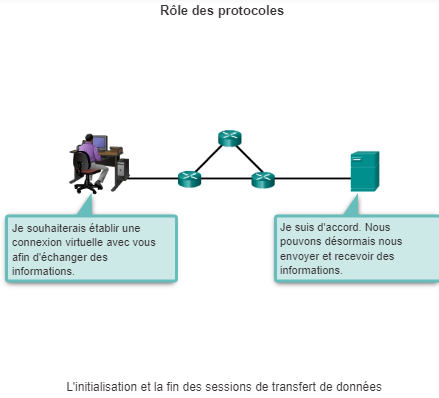 Rôle des protocoles
Je souhaiterais établir une
connexion virtuelle avec vous
afin d'échanger des
informations.
Je suis d'accord. Nous
pouvons désormais nous
envoyer et recevoir des
informations.
L'initialisation et la fin des sessions de transfert de données